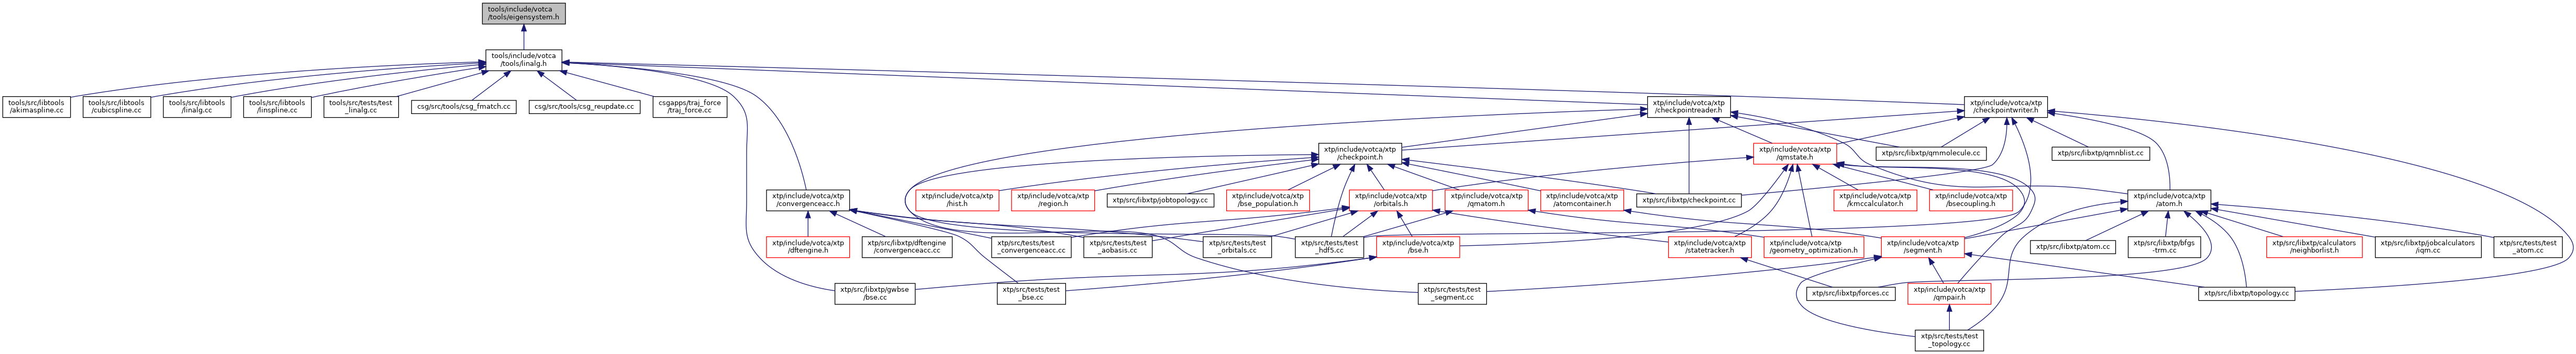 tools/include/votca
/tools/eigensystem.h
tools/include/votca
/tools/linalg.h
tools/src/libtools
/akimaspline.cc
tools/src/libtools
/cubicspline.cc
tools/src/libtools
/linalg.cc
tools/src/libtools
/linspline.cc
tools/src/tests/test
_linalg.cc
csg/src/tools/csg_fmatch.cc
csg/src/tools/csg_reupdate.cc
csgapps/traj_force
/traj_force.cc
xtp/include/votca/xtp
/checkpointreader.h
xtp/include/votca/xtp
/checkpointwriter.h
xtp/include/votca/xtp
/checkpoint.h
xtp/include/votca/xtp
/qmstate.h
xtp/src/libxtp/qmmolecule.cc
xtp/src/libxtp/qmnblist.cc
xtp/include/votca/xtp
/convergenceacc.h
xtp/include/votca/xtp
/hist.h
xtp/include/votca/xtp
/region.h
xtp/src/libxtp/jobtopology.cc
xtp/include/votca/xtp
/bse_population.h
xtp/include/votca/xtp
/orbitals.h
xtp/include/votca/xtp
/qmatom.h
xtp/include/votca/xtp
/atomcontainer.h
xtp/src/libxtp/checkpoint.cc
xtp/include/votca/xtp
/kmccalculator.h
xtp/include/votca/xtp
/bsecoupling.h
xtp/include/votca/xtp
/atom.h
xtp/include/votca/xtp
/dftengine.h
xtp/src/libxtp/dftengine
/convergenceacc.cc
xtp/src/tests/test
_convergenceacc.cc
xtp/src/tests/test
_aobasis.cc
xtp/src/tests/test
_orbitals.cc
xtp/src/tests/test
_hdf5.cc
xtp/include/votca/xtp
/bse.h
xtp/include/votca/xtp
/statetracker.h
xtp/include/votca/xtp
/geometry_optimization.h
xtp/include/votca/xtp
/segment.h
xtp/src/libxtp/atom.cc
xtp/src/libxtp/bfgs
-trm.cc
xtp/src/libxtp/calculators
/neighborlist.h
xtp/src/libxtp/jobcalculators
/iqm.cc
xtp/src/tests/test
_atom.cc
xtp/src/libxtp/gwbse
/bse.cc
xtp/src/tests/test
_bse.cc
xtp/src/tests/test
_segment.cc
xtp/src/libxtp/forces.cc
xtp/include/votca/xtp
/qmpair.h
xtp/src/libxtp/topology.cc
xtp/src/tests/test
_topology.cc